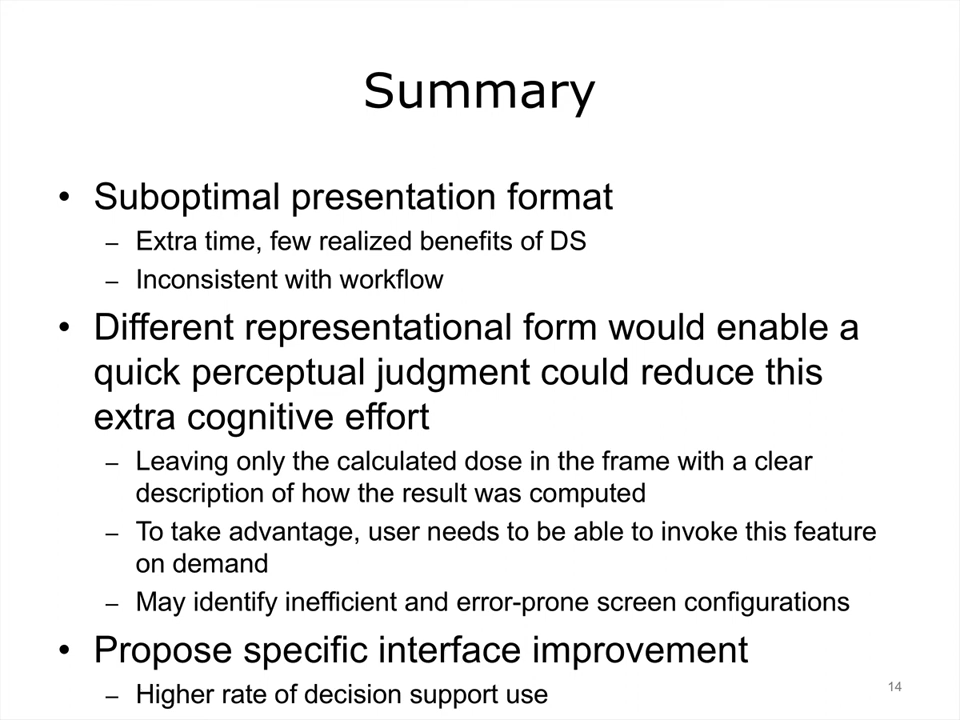 Summary
• Suboptimal presentation format
– Extra time, few realized benefits of DS
– Inconsistent with workflow
• Different representational form would enable a
quick perceptual judgment could reduce this
extra cognitive effort
– Leaving only the calculated dose in the frame with a clear
description of how the result was computed
– To take advantage, user needs to be able to invoke this feature
on demand
– May identify inefficient and error-prone screen configurations
• Propose specific interface improvement
– Higher rate of decision support use
14